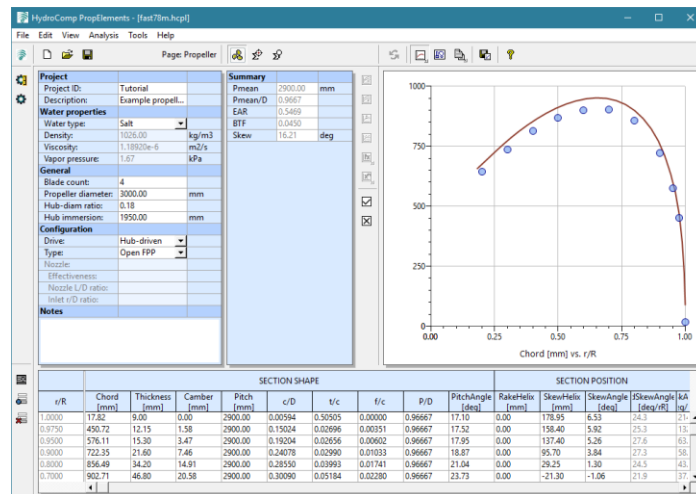 HydroComp PropElements - [fast78m.hcpl]
File Edit View Analysis Tools Help
Page: Propeller
Project
Project ID: Tutorial
Description: Example propell...
Water properties
Water type: Salt
Density: 1026.00 kg/m3
Viscosity: 1.18920e-6 m2/s
Vapor pressure: 1.67 kPa
General
Blade count: 4
Propeller diameter: 3000.00 mm
Hub-diam ratio: 0.18
Hub immersion: 1950.00 mm
Configuration
Drive: Hub-driven
Type: Open FPP
Nozzle:
Effectiveness:
Nozzle L/D ratio:
Inlet r/D ratio:
Notes
Summary
Pmean 2900.00 mm
Pmean/D 0.9667
EAR 0.5469
BTF 0.0450
Skew 16.21 deg
1000
750
500
250
0
0.00 0.25 0.50 0.75 1.00
Chord [mm] vs. r/R
SECTION SHAPE SECTION POSITION
r/R Chord [mm] Thickness [mm] Camber [mm] Pitch [mm] c/D t/c f/c P/D PitchAngle [deg] RakeHelix [mm] SkewHelix [mm] SkewAngle [deg] dSkewAng [deg/rR]
1.0000 17.82 9.00 0.00 2900.00 0.00594 0.50505 0.00000 0.96667 17.10 0.00 178.95 6.53 23.3
0.9750 450.72 12.15 1.58 2900.00 0.15024 0.02696 0.00351 0.96667 17.52 0.00 158.40 5.92 25.3
0.9500 576.11 15.30 3.47 2900.00 0.19204 0.02656 0.00602 0.96667 17.95 0.00 137.40 5.26 27.6
0.9000 722.35 21.60 7.46 2900.00 0.24078 0.02990 0.01033 0.96667 18.87 0.00 95.70 3.84 27.3
0.8000 856.49 34.20 14.91 2900.00 0.28550 0.03993 0.01741 0.96667 21.04 0.00 29.25 1.30 24.5
0.7000 902.71 46.80 20.58 2900.00 0.30090 0.05184 0.02280 0.96667 23.73 0.00 -21.30 -1.06 21.9